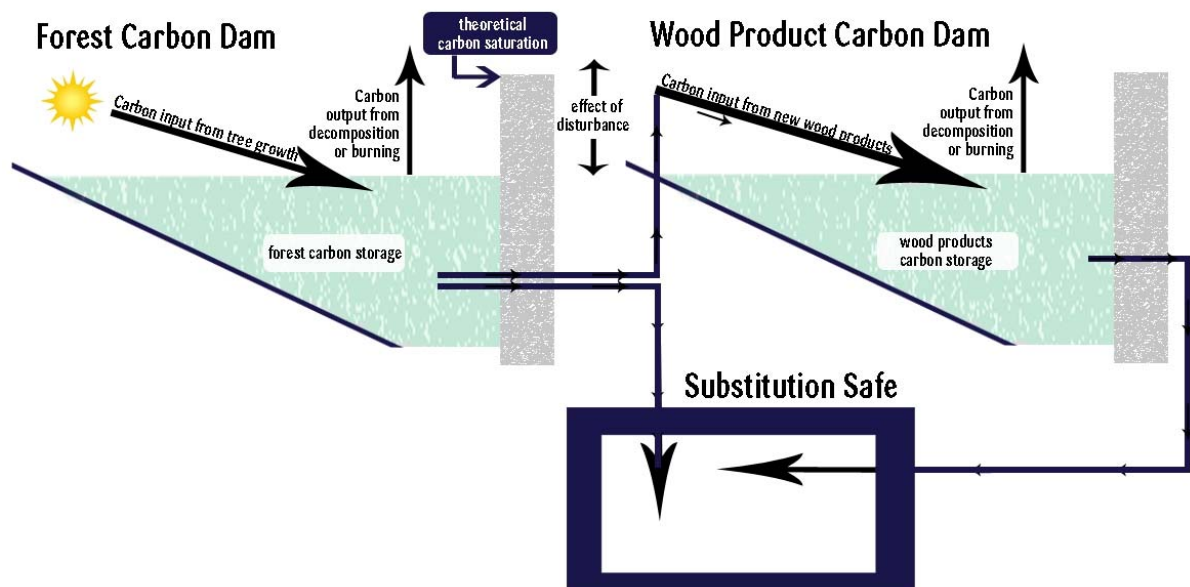 Forest Carbon Dam
theoretical
carbon saturation
Carbon input from tree growth
Carbon
output from
decomposition
or burning
effect of
disturbance
forest carbon storage
Wood Product Carbon Dam
Carbon input from new wood products
Carbon
output from
decomposition
or burning
wood products
carbon storage
Substitution Safe